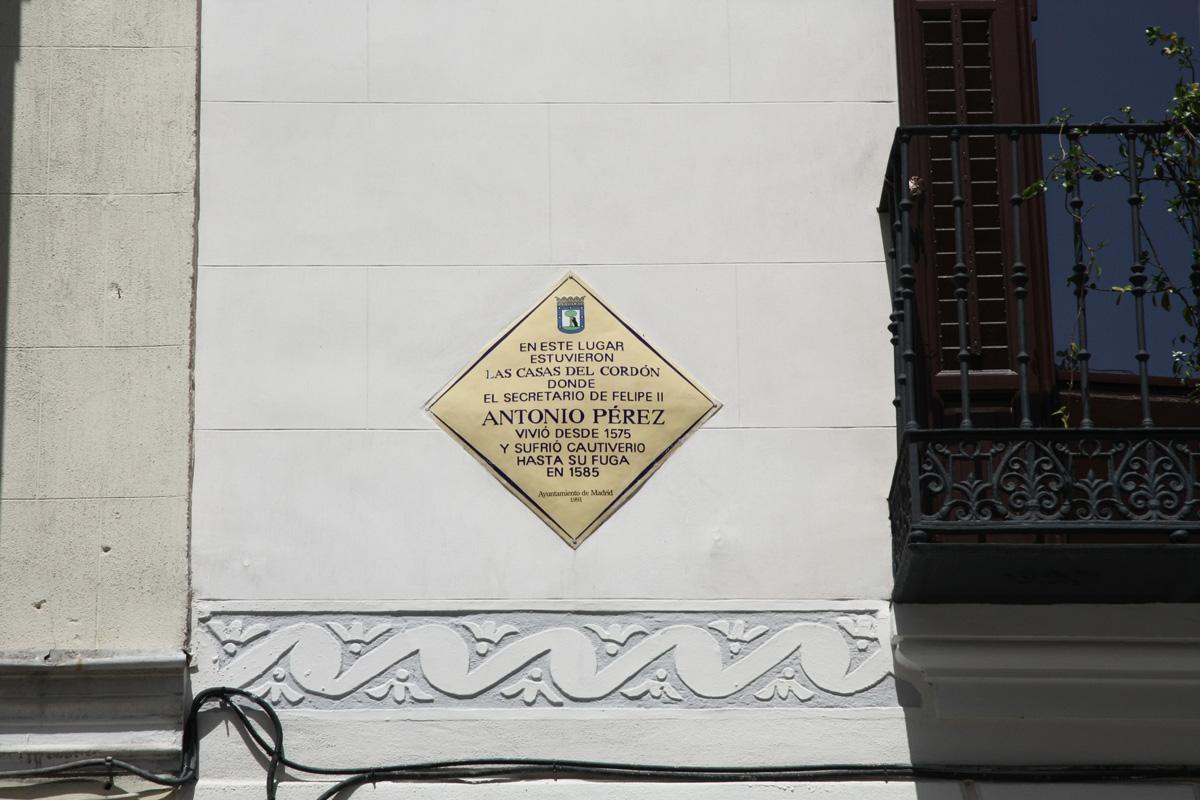 EN ESTE LUGAR
ESTUVIERON
LAS CASAS DEL CORDÓN
DONDE
EL SECRETARIO DE FELIPE II
ANTONIO PÉREZ
VIVIÓ DESDE 1575
Y SUFRIÓ CAUTIVERIO
HASTA SU FUGA
EN 1585
Ayuntamiento de Madrid
1991